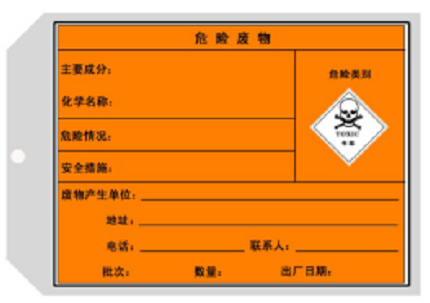 危险废物
主要成分：
危险类别
化学名称：
TOXIC
有毒
危险情况：
安全措施：
废物产生单位：
地址：
电话： 联系人：
批次： 数量： 出厂日期：